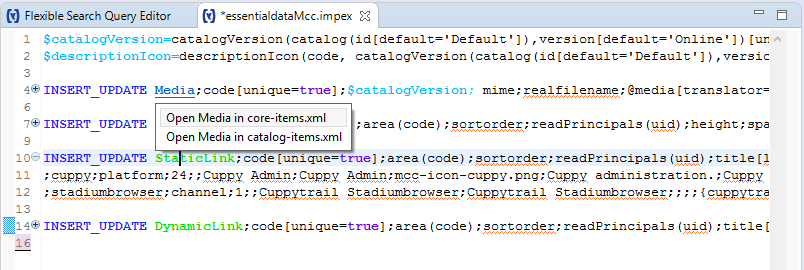 Flexible Search Query Editor
*essentialdataMcc.impex
1 $catalogVersion=catalogVersion(catalog(id[default='Default']),version[default='Online'])[un
2 $descriptionIcon=descriptionIcon(code, catalogVersion(catalog(id[default='Default']),versio
3
4 INSERT_UPDATE Media;code[unique=true];$catalogVersion; mime;realfilename;@media[translator=
Open Media in core-items.xml
7 INSERT_UPDATE ;area(code);sortorder;readPrincipals(uid);height;spa
Open Media in catalog-items.xml
10 INSERT_UPDATE StaticLink;code[unique=true];area(code);sortorder;readPrincipals(uid);title[l
11 ;cuppy;platform;24;;Cuppy Admin;Cuppy Admin;mcc-icon-cuppy.png;Cuppy administration.;Cuppy
12 ;stadiumbrowser;channel;1;;Cuppytrail Stadiumbrowser;Cuppytrail Stadiumbrowser;;;;{cuppytra
13
14 INSERT_UPDATE DynamicLink;code[unique=true];area(code);sortorder;readPrincipals(uid);title[
16